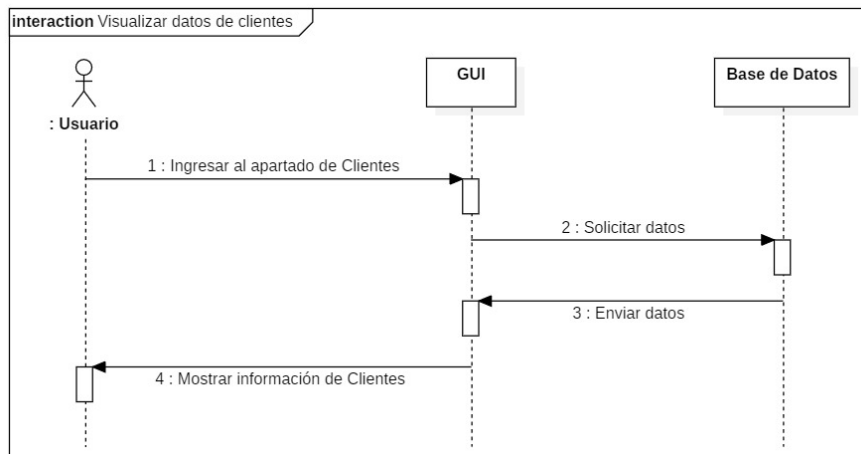 interaction Visualizar datos de clientes
: Usuario
GUI
Base de Datos
1 : Ingresar al apartado de Clientes
2 : Solicitar datos
3 : Enviar datos
4 : Mostrar información de Clientes